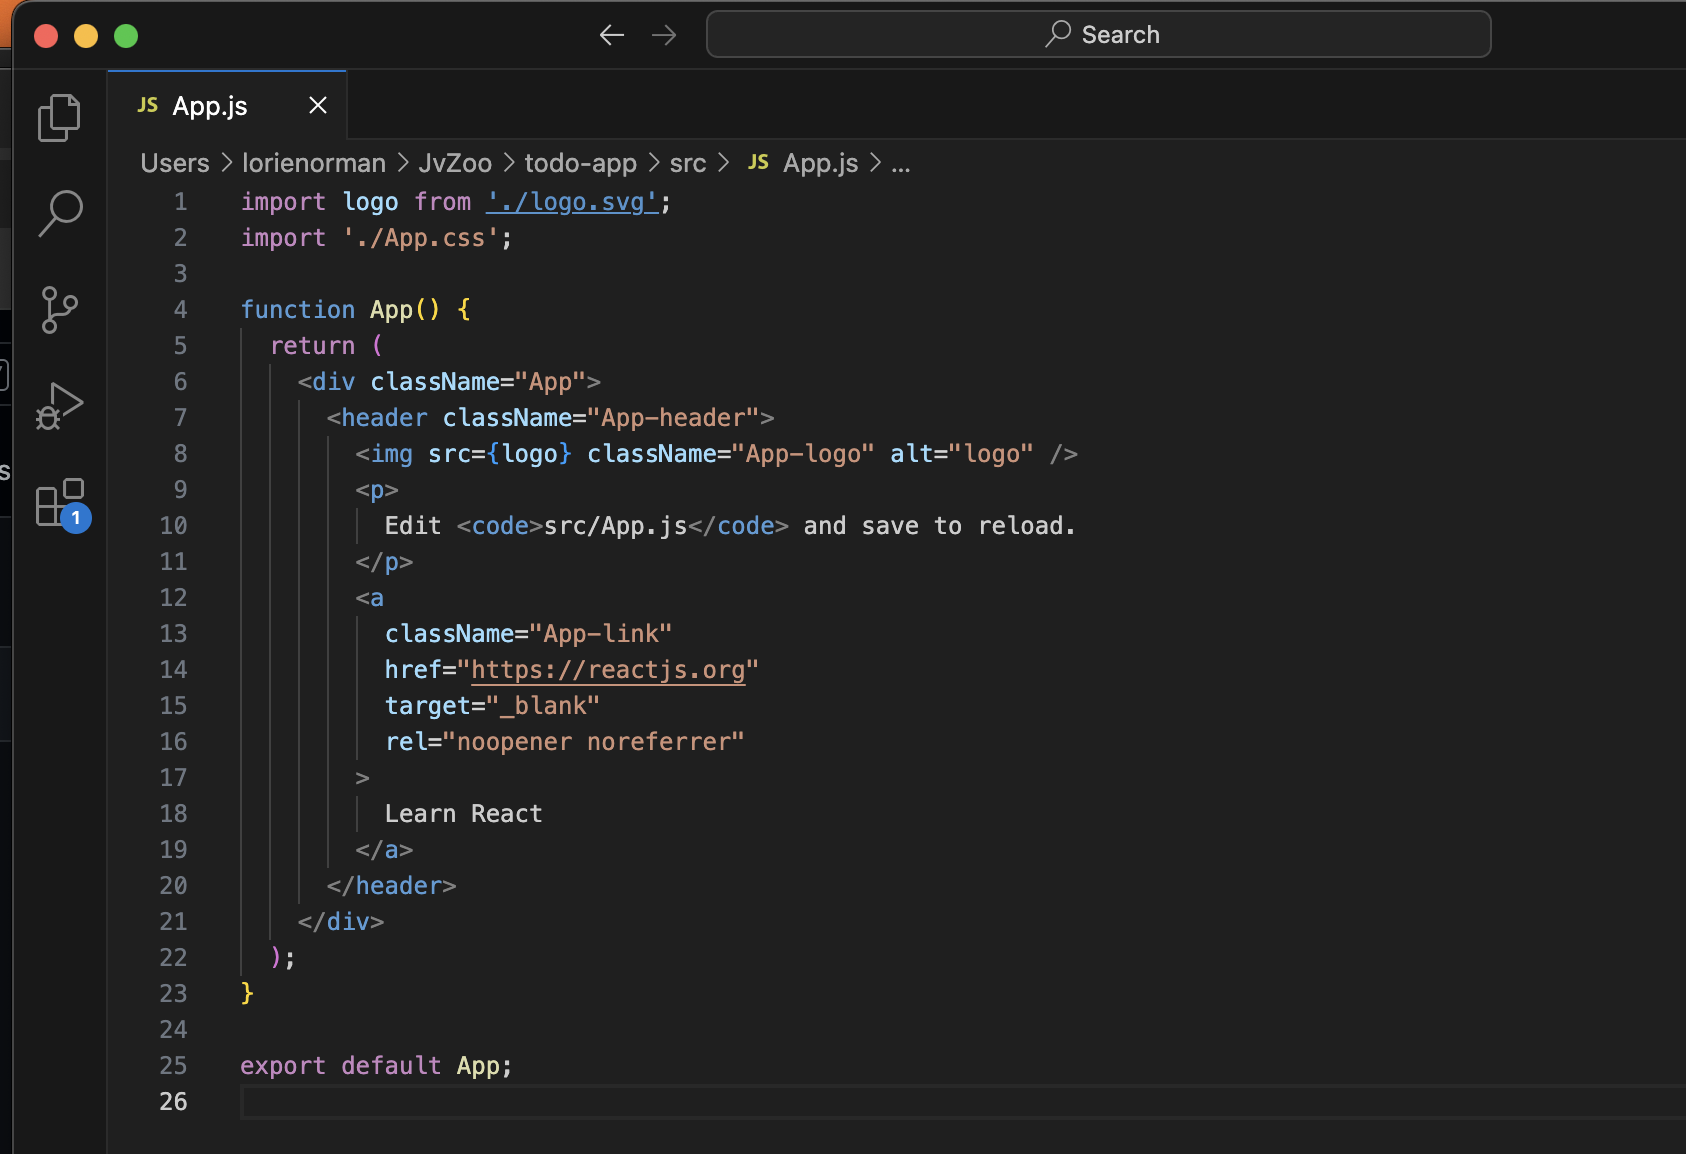 Search
JS App.js
Users > lorienorman > JvZoo > todo-app > src > JS App.js > ...
1 import logo from './logo.svg';
2 import './App.css';
3
4 function App() {
5 return (
6 <div className="App">
7 <header className="App-header">
8 <img src={logo} className="App-logo" alt="logo" />
9 <p>
10 Edit <code>src/App.js</code> and save to reload.
11 </p>
12 <a
13 className="App-link"
14 href="https://reactjs.org"
15 target="_blank"
16 rel="noopener noreferrer"
17 >
18 Learn React
19 </a>
20 </header>
21 </div>
22 );
23 }
24
25 export default App;
26
1
s